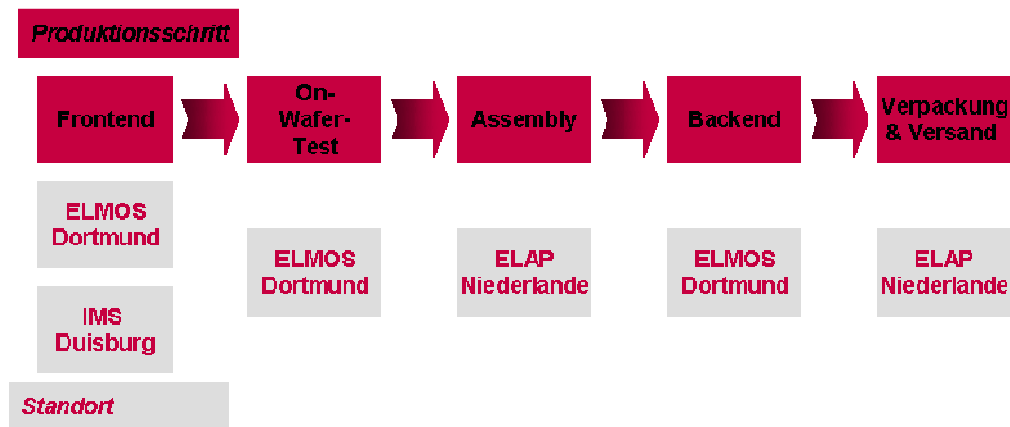 Produktionsschritt
Frontend
On-
Wafer-
Test
Assembly
Backend
Verpackung
& Versand
ELMOS
Dortmund
IMS
Duisburg
ELMOS
Dortmund
ELAP
Niederlande
ELMOS
Dortmund
ELAP
Niederlande
Standort